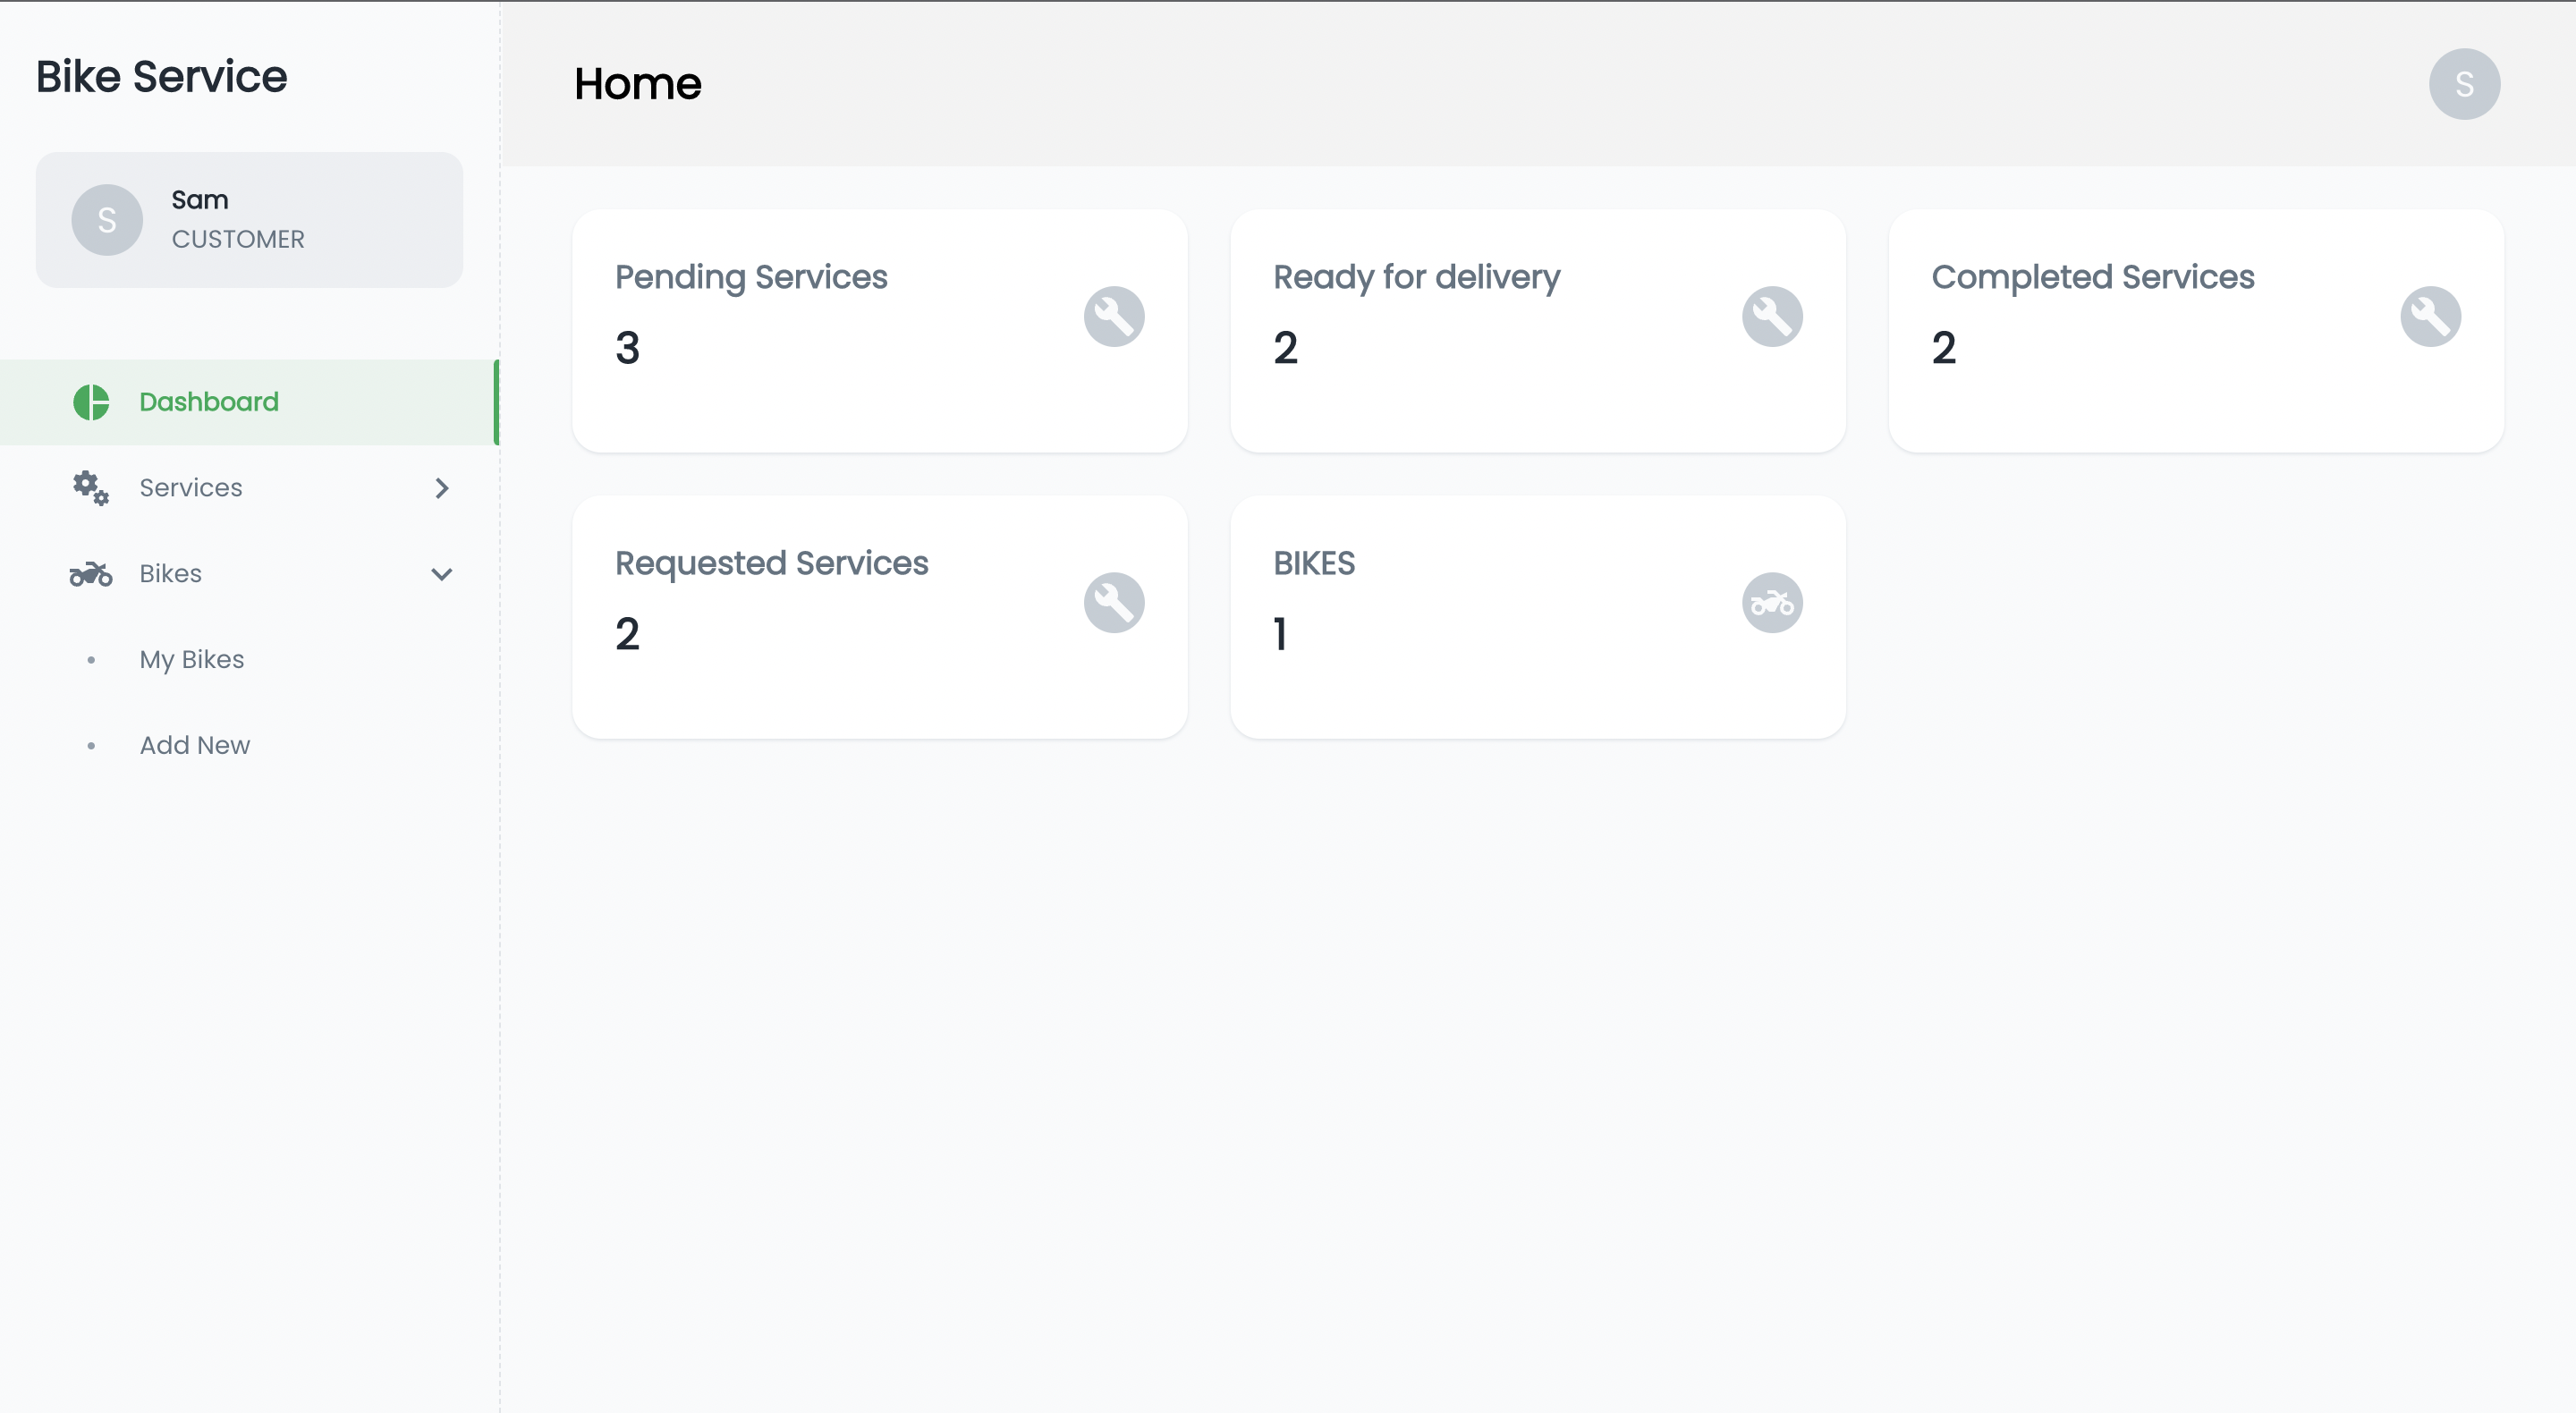 Bike Service
S
Sam
CUSTOMER
Dashboard
Services
Bikes
My Bikes
Add New
Home
S
Pending Services
3
Ready for delivery
2
Completed Services
2
Requested Services
2
BIKES
1